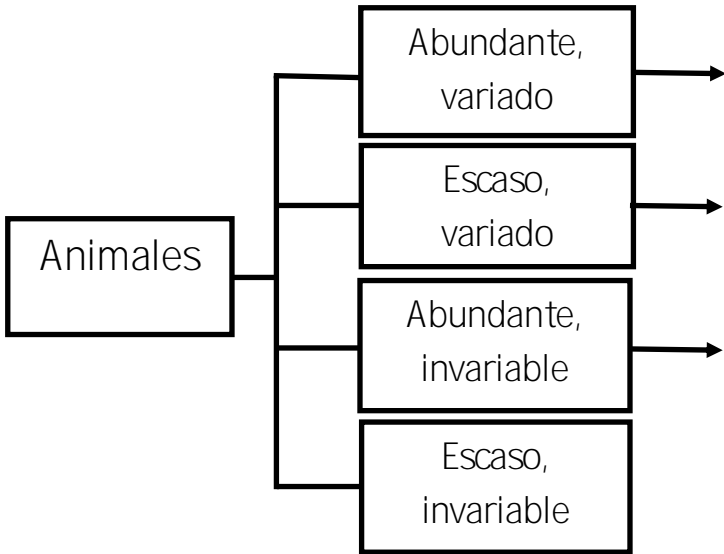 Abundante,
variado
Escaso,
variado
Animales
Abundante,
invariable
Escaso,
invariable